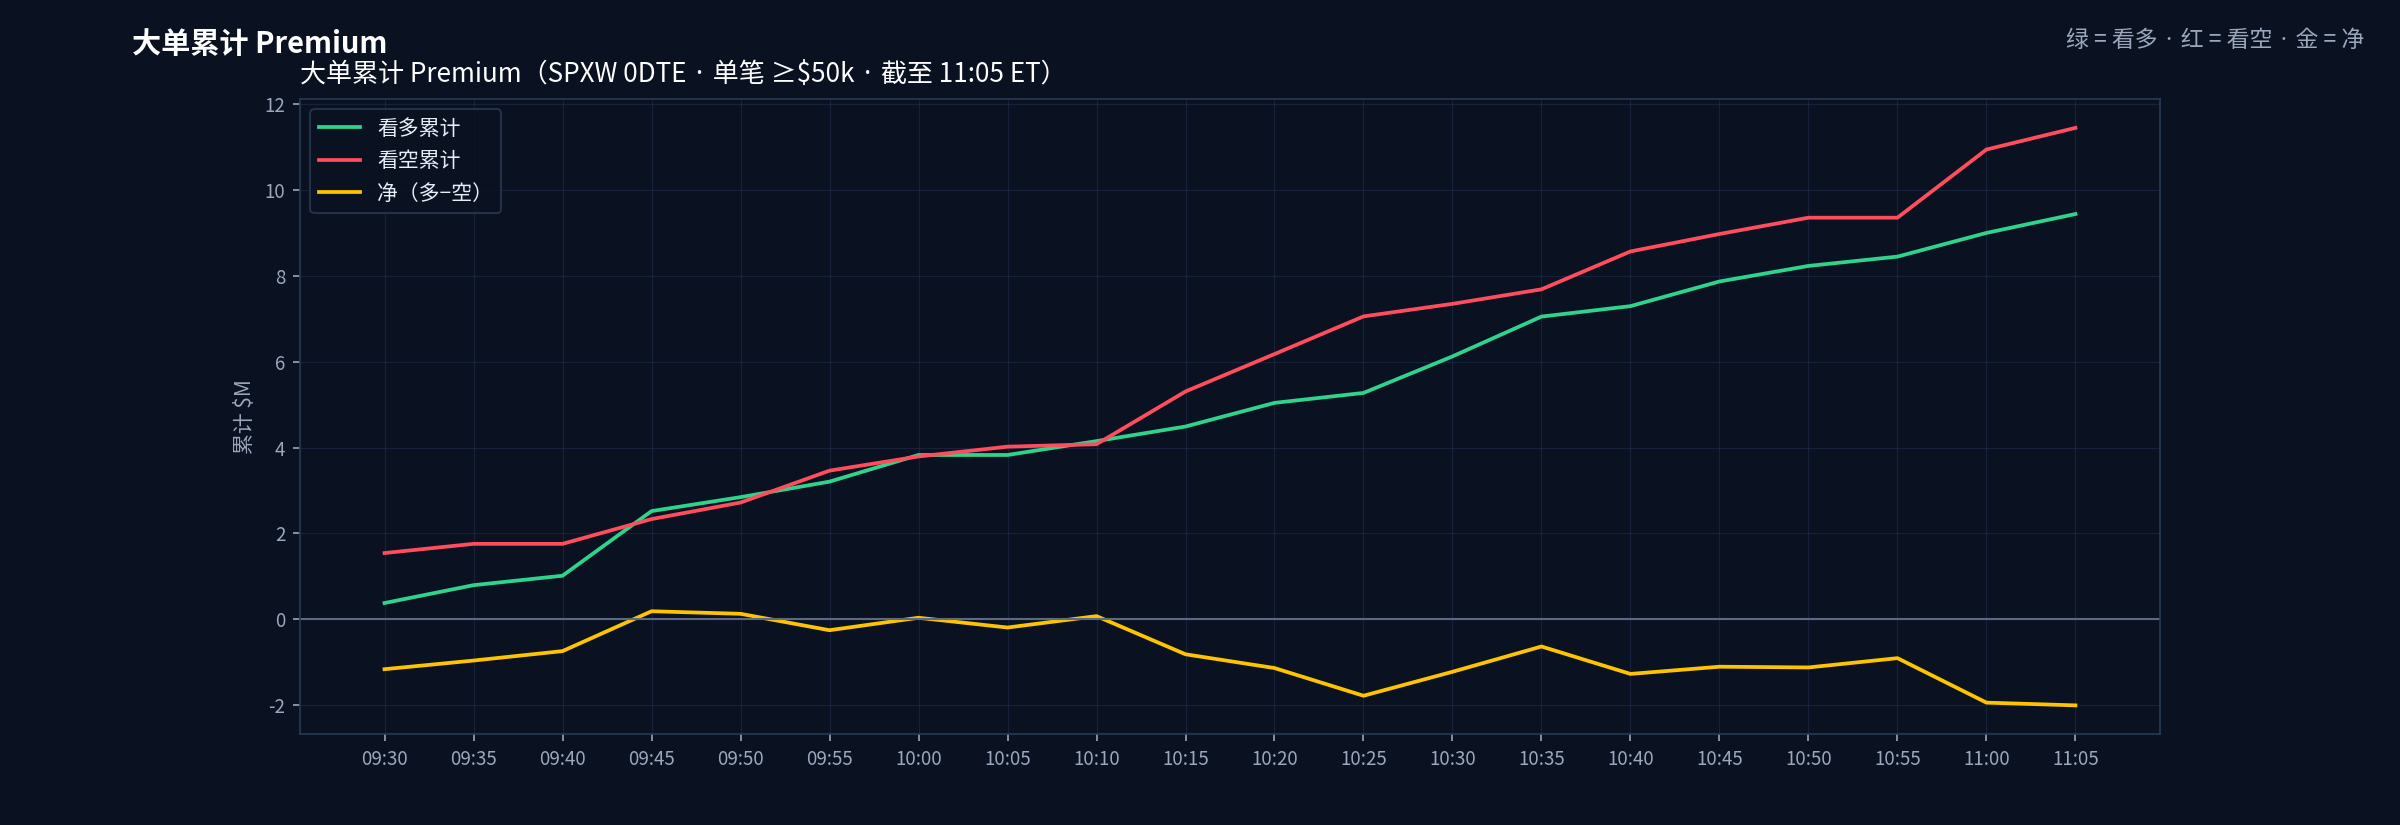 大单累计 Premium
绿 = 看多 · 红 = 看空 · 金 = 净
大单累计 Premium（SPXW 0DTE · 单笔 ≥$50k · 截至 11:05 ET）
看多累计
看空累计
净（多−空）
累计 $M
12
10
8
6
4
2
0
-2
09:30 09:35 09:40 09:45 09:50 09:55 10:00 10:05 10:10 10:15 10:20 10:25 10:30 10:35 10:40 10:45 10:50 10:55 11:00 11:05